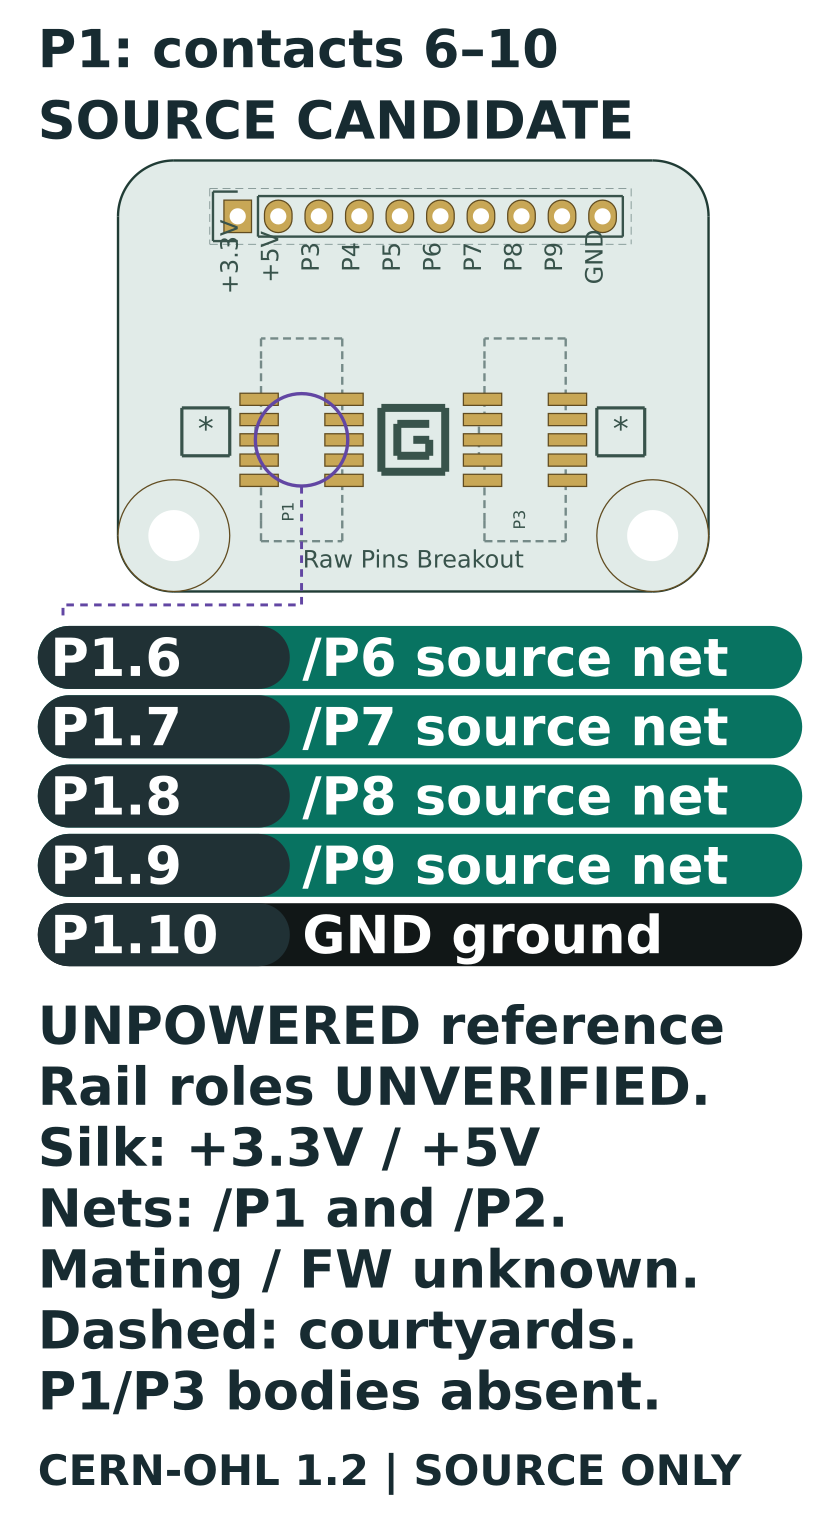 P1: contacts 6–10
SOURCE CANDIDATE
+3.3V +5V P3 P4 P5 P6 P7 P8 P9 GND
* *
P1 P3
Raw Pins Breakout
P1.6 /P6 source net
P1.7 /P7 source net
P1.8 /P8 source net
P1.9 /P9 source net
P1.10 GND ground
UNPOWERED reference
Rail roles UNVERIFIED.
Silk: +3.3V / +5V
Nets: /P1 and /P2.
Mating / FW unknown.
Dashed: courtyards.
P1/P3 bodies absent.
CERN-OHL 1.2 | SOURCE ONLY